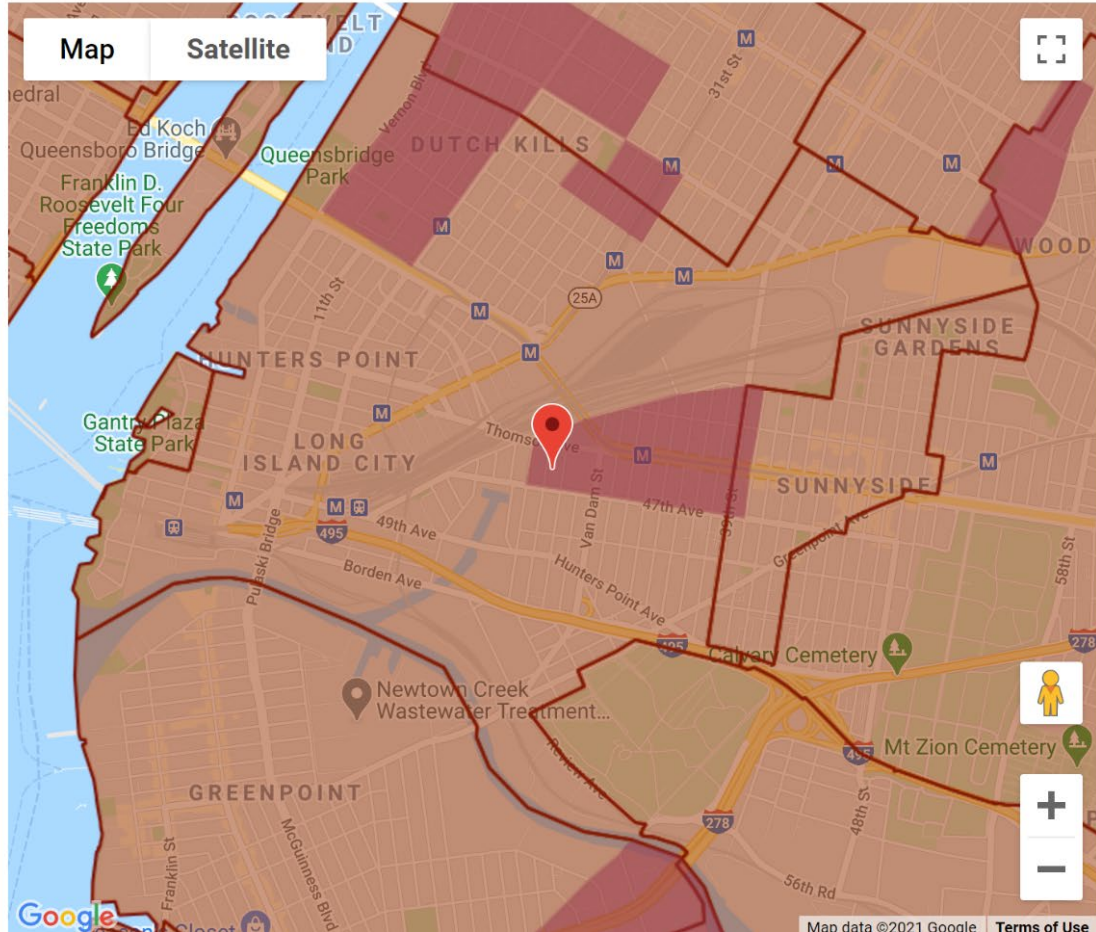 ROOSEVELT
ISLAND
Map
Satellite
hedral
Ed Koch
Queensboro Bridge
Queensbridge
Park
Vernon Blvd
DUTCH KILLS
31st St
M
M
M
M
M
M
M
M
M
M
M
M
M
M
Franklin D.
Roosevelt Four
Freedoms
State Park
WOOD
11th St
25A
SUNNYSIDE
GARDENS
HUNTERS POINT
Gantry Plaza
State Park
LONG
ISLAND CITY
Thomson Ave
SUNNYSIDE
Van Dam St
47th Ave
39th St
49th Ave
495
Pulaski Bridge
Borden Ave
Hunters Point Ave
Greenpoint Ave
58th St
495
278
Calvary Cemetery
Newtown Creek
Wastewater Treatment...
Mt Zion Cemetery
495
Review Ave
GREENPOINT
278
48th St
Franklin St
McGuinness Blvd
56th Rd
Google
Closet
Map data ©2021 Google
Terms of Use